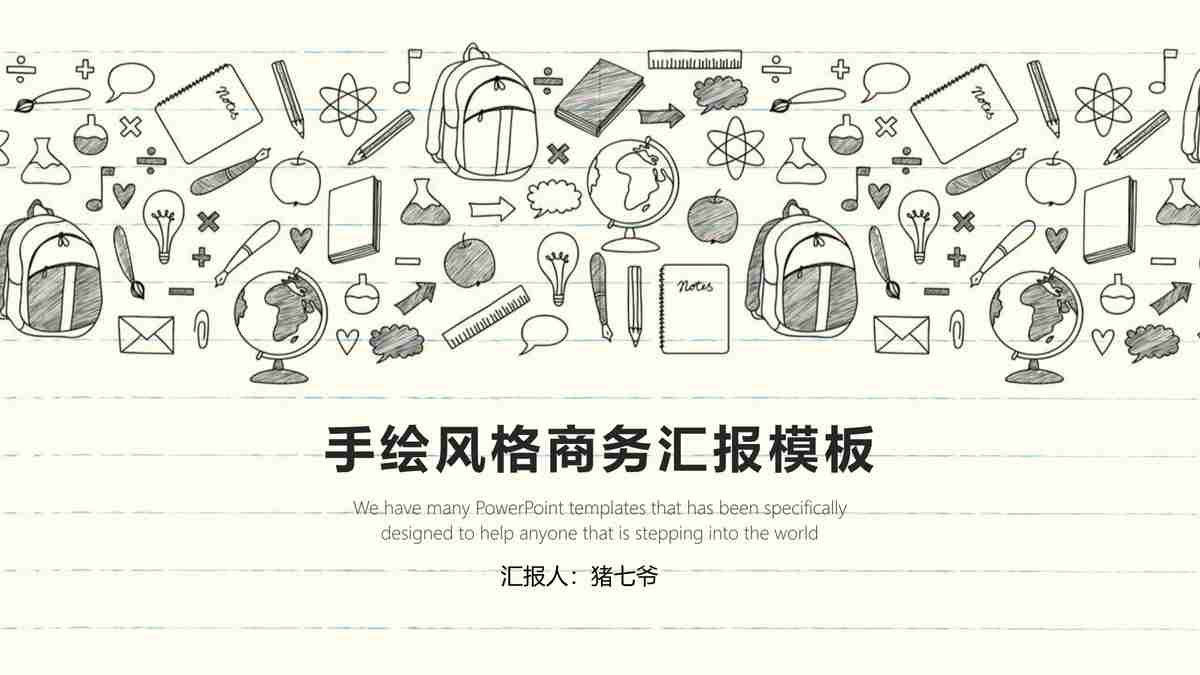 Notes
Notes
Notes
手绘风格商务汇报模板
We have many PowerPoint templates that has been specifically
designed to help anyone that is stepping into the world
汇报人：猪七爷